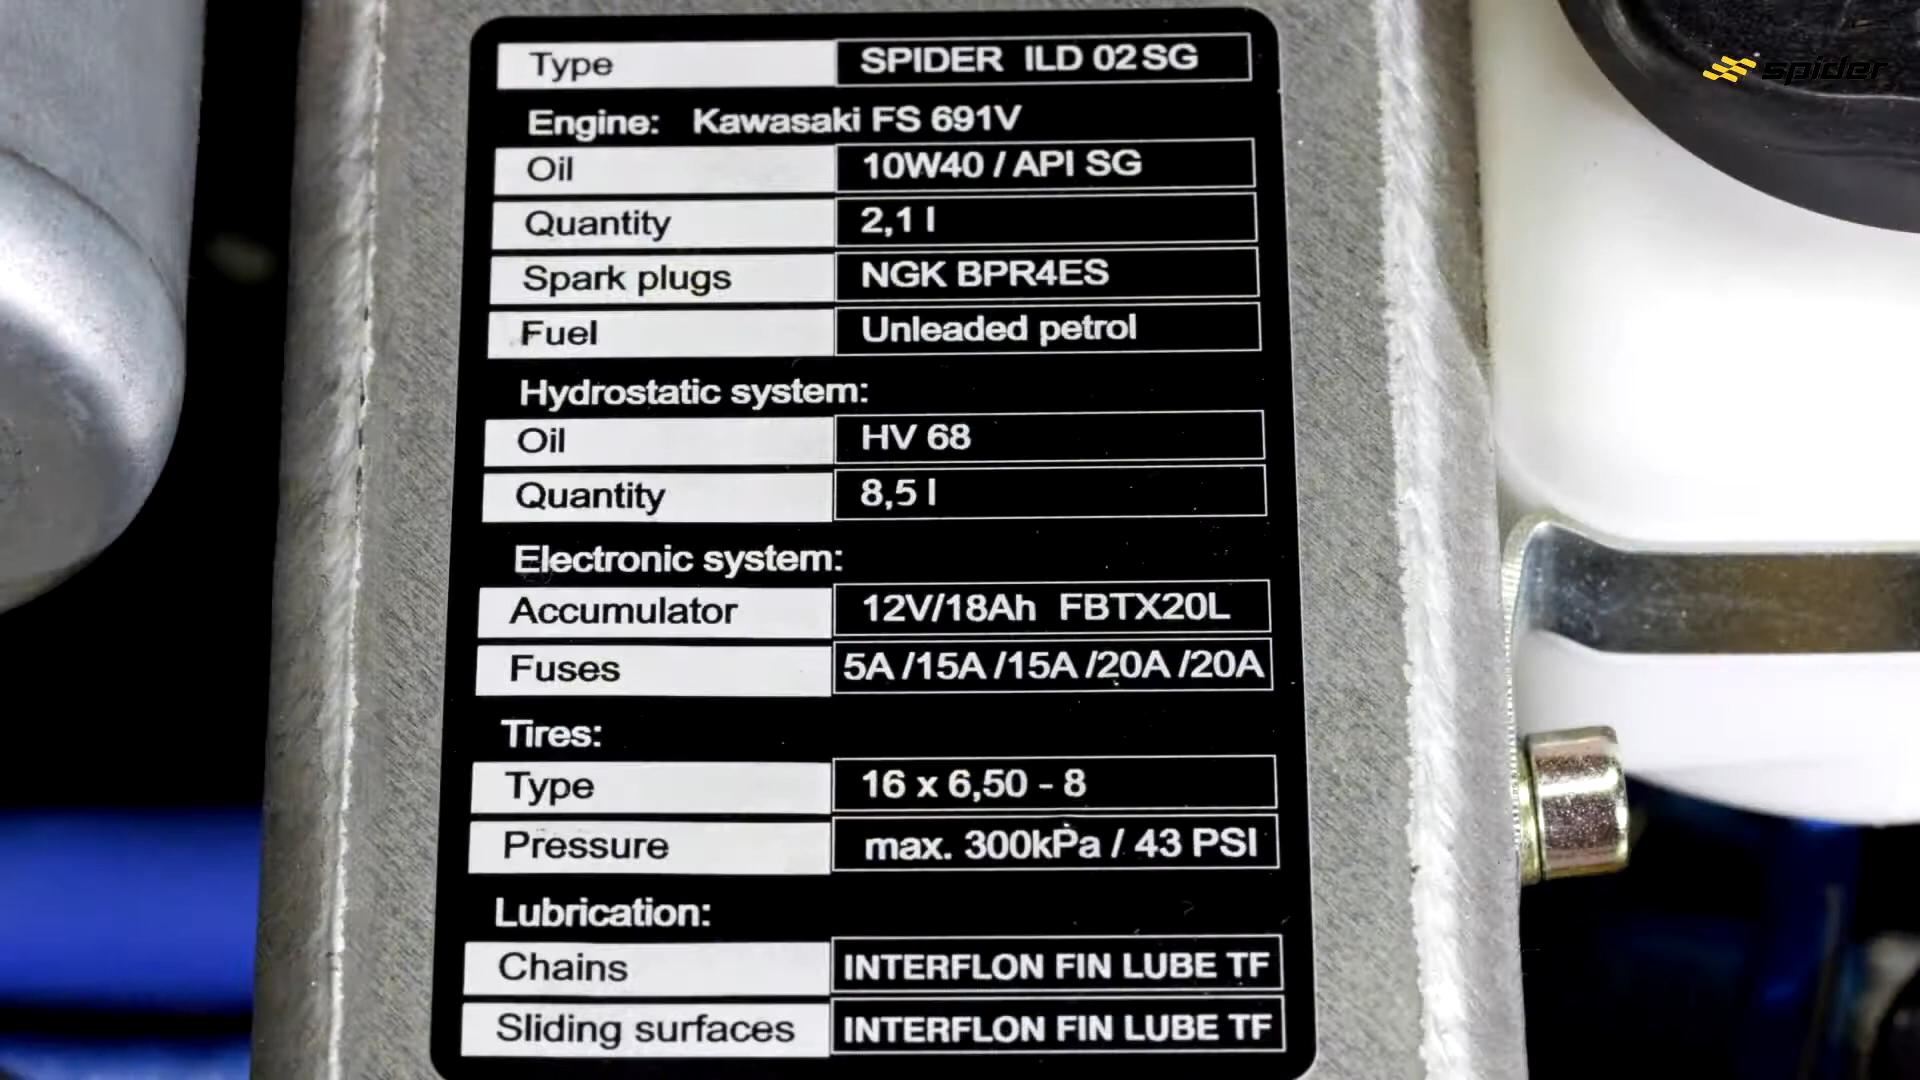 spider
Type SPIDER ILD 02 SG
Engine: Kawasaki FS 691V
Oil 10W40 / API SG
Quantity 2,1 l
Spark plugs NGK BPR4ES
Fuel Unleaded petrol
Hydrostatic system:
Oil HV 68
Quantity 8,5 l
Electronic system:
Accumulator 12V/18Ah FBTX20L
Fuses 5A /15A /15A /20A /20A
Tires:
Type 16 x 6,50 - 8
Pressure max. 300kPa / 43 PSI
Lubrication:
Chains INTERFLON FIN LUBE TF
Sliding surfaces INTERFLON FIN LUBE TF